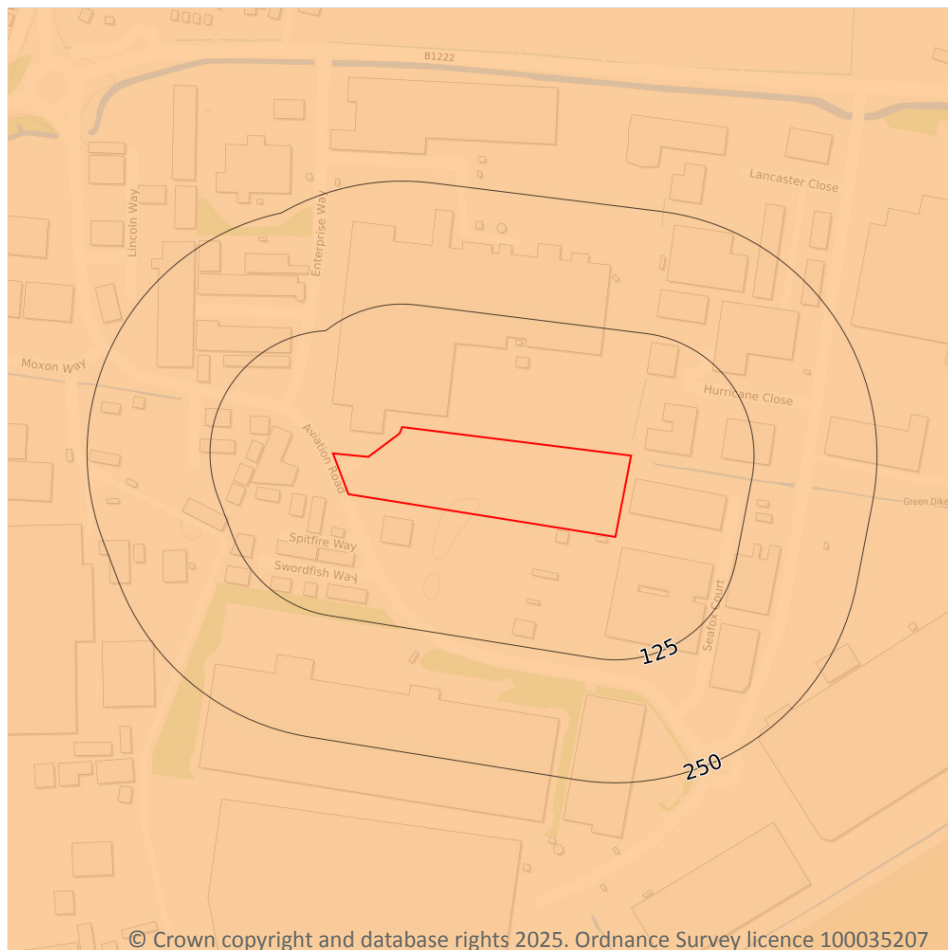 B1222
Lancaster Close
Lincoln Way
Enterprise Way
Moxon Way
Hurricane Close
Aviation Road
Green Dike
Spitfire Way
Swordfish Way
Seafox Court
125
250
© Crown copyright and database rights 2025. Ordnance Survey licence 100035207